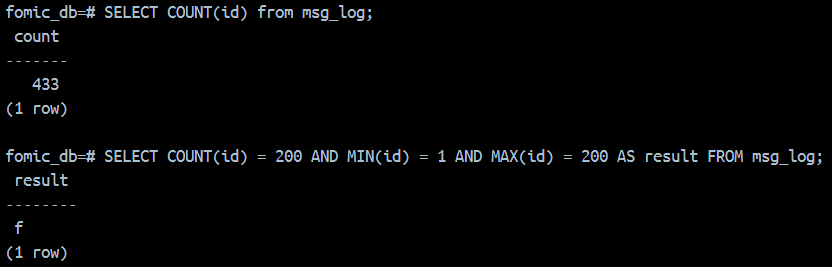 fomic_db=# SELECT COUNT(id) from msg_log;
 count
-------
   433
(1 row)

fomic_db=# SELECT COUNT(id) = 200 AND MIN(id) = 1 AND MAX(id) = 200 AS result FROM msg_log;
 result
--------
 f
(1 row)